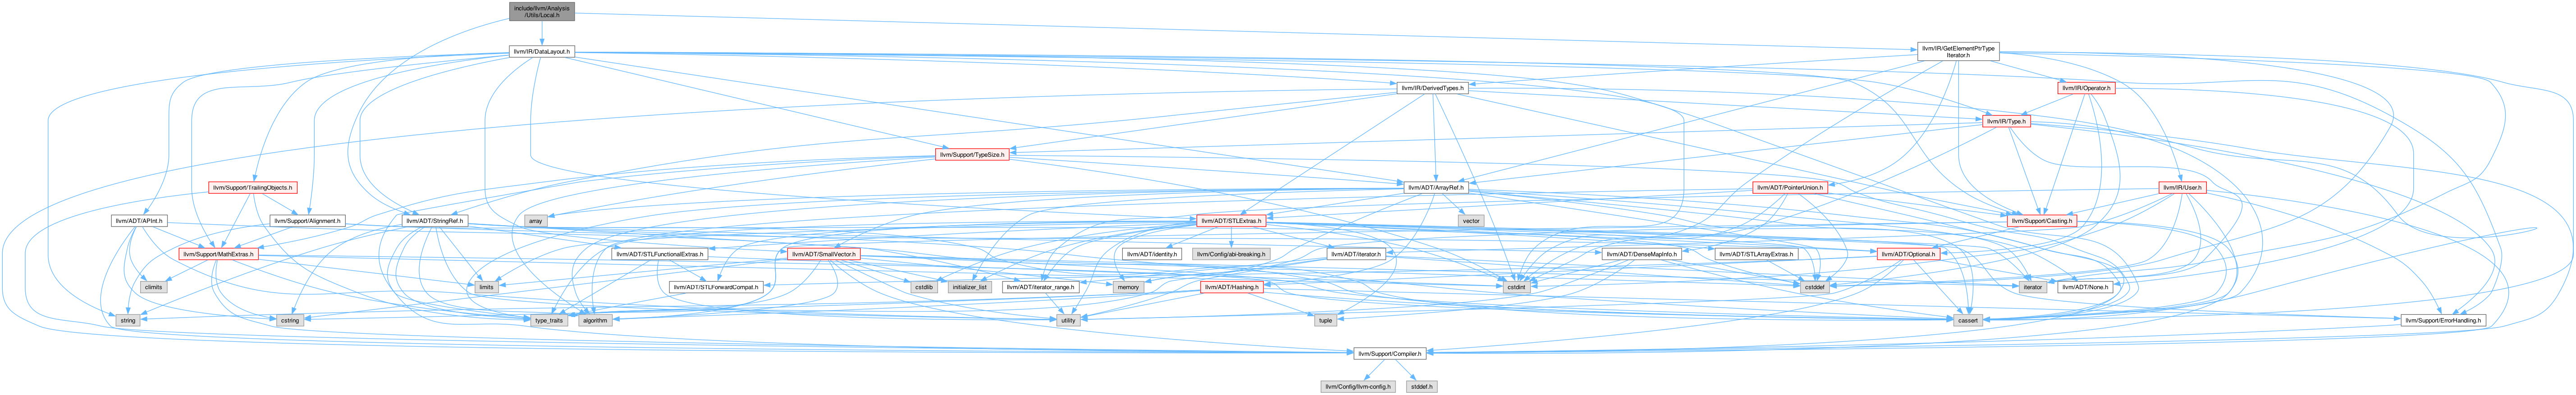 include/llvm/Analysis
/Utils/Local.h
llvm/IR/DataLayout.h
llvm/IR/GetElementPtrType
Iterator.h
llvm/IR/DerivedTypes.h
llvm/IR/Operator.h
llvm/IR/Type.h
llvm/Support/TypeSize.h
llvm/Support/TrailingObjects.h
llvm/ADT/ArrayRef.h
llvm/ADT/PointerUnion.h
llvm/IR/User.h
llvm/ADT/APInt.h
llvm/Support/Alignment.h
llvm/ADT/StringRef.h
array
llvm/ADT/STLExtras.h
vector
llvm/Support/Casting.h
llvm/Support/MathExtras.h
llvm/ADT/STLFunctionalExtras.h
llvm/ADT/SmallVector.h
llvm/ADT/identity.h
llvm/Config/abi-breaking.h
llvm/ADT/iterator.h
llvm/ADT/DenseMapInfo.h
llvm/ADT/STLArrayExtras.h
llvm/ADT/Optional.h
climits
limits
llvm/ADT/STLForwardCompat.h
cstdlib
initializer_list
llvm/ADT/iterator_range.h
memory
llvm/ADT/Hashing.h
cstdint
cstddef
iterator
llvm/ADT/None.h
string
cstring
type_traits
algorithm
utility
tuple
cassert
llvm/Support/ErrorHandling.h
llvm/Support/Compiler.h
llvm/Config/llvm-config.h
stddef.h